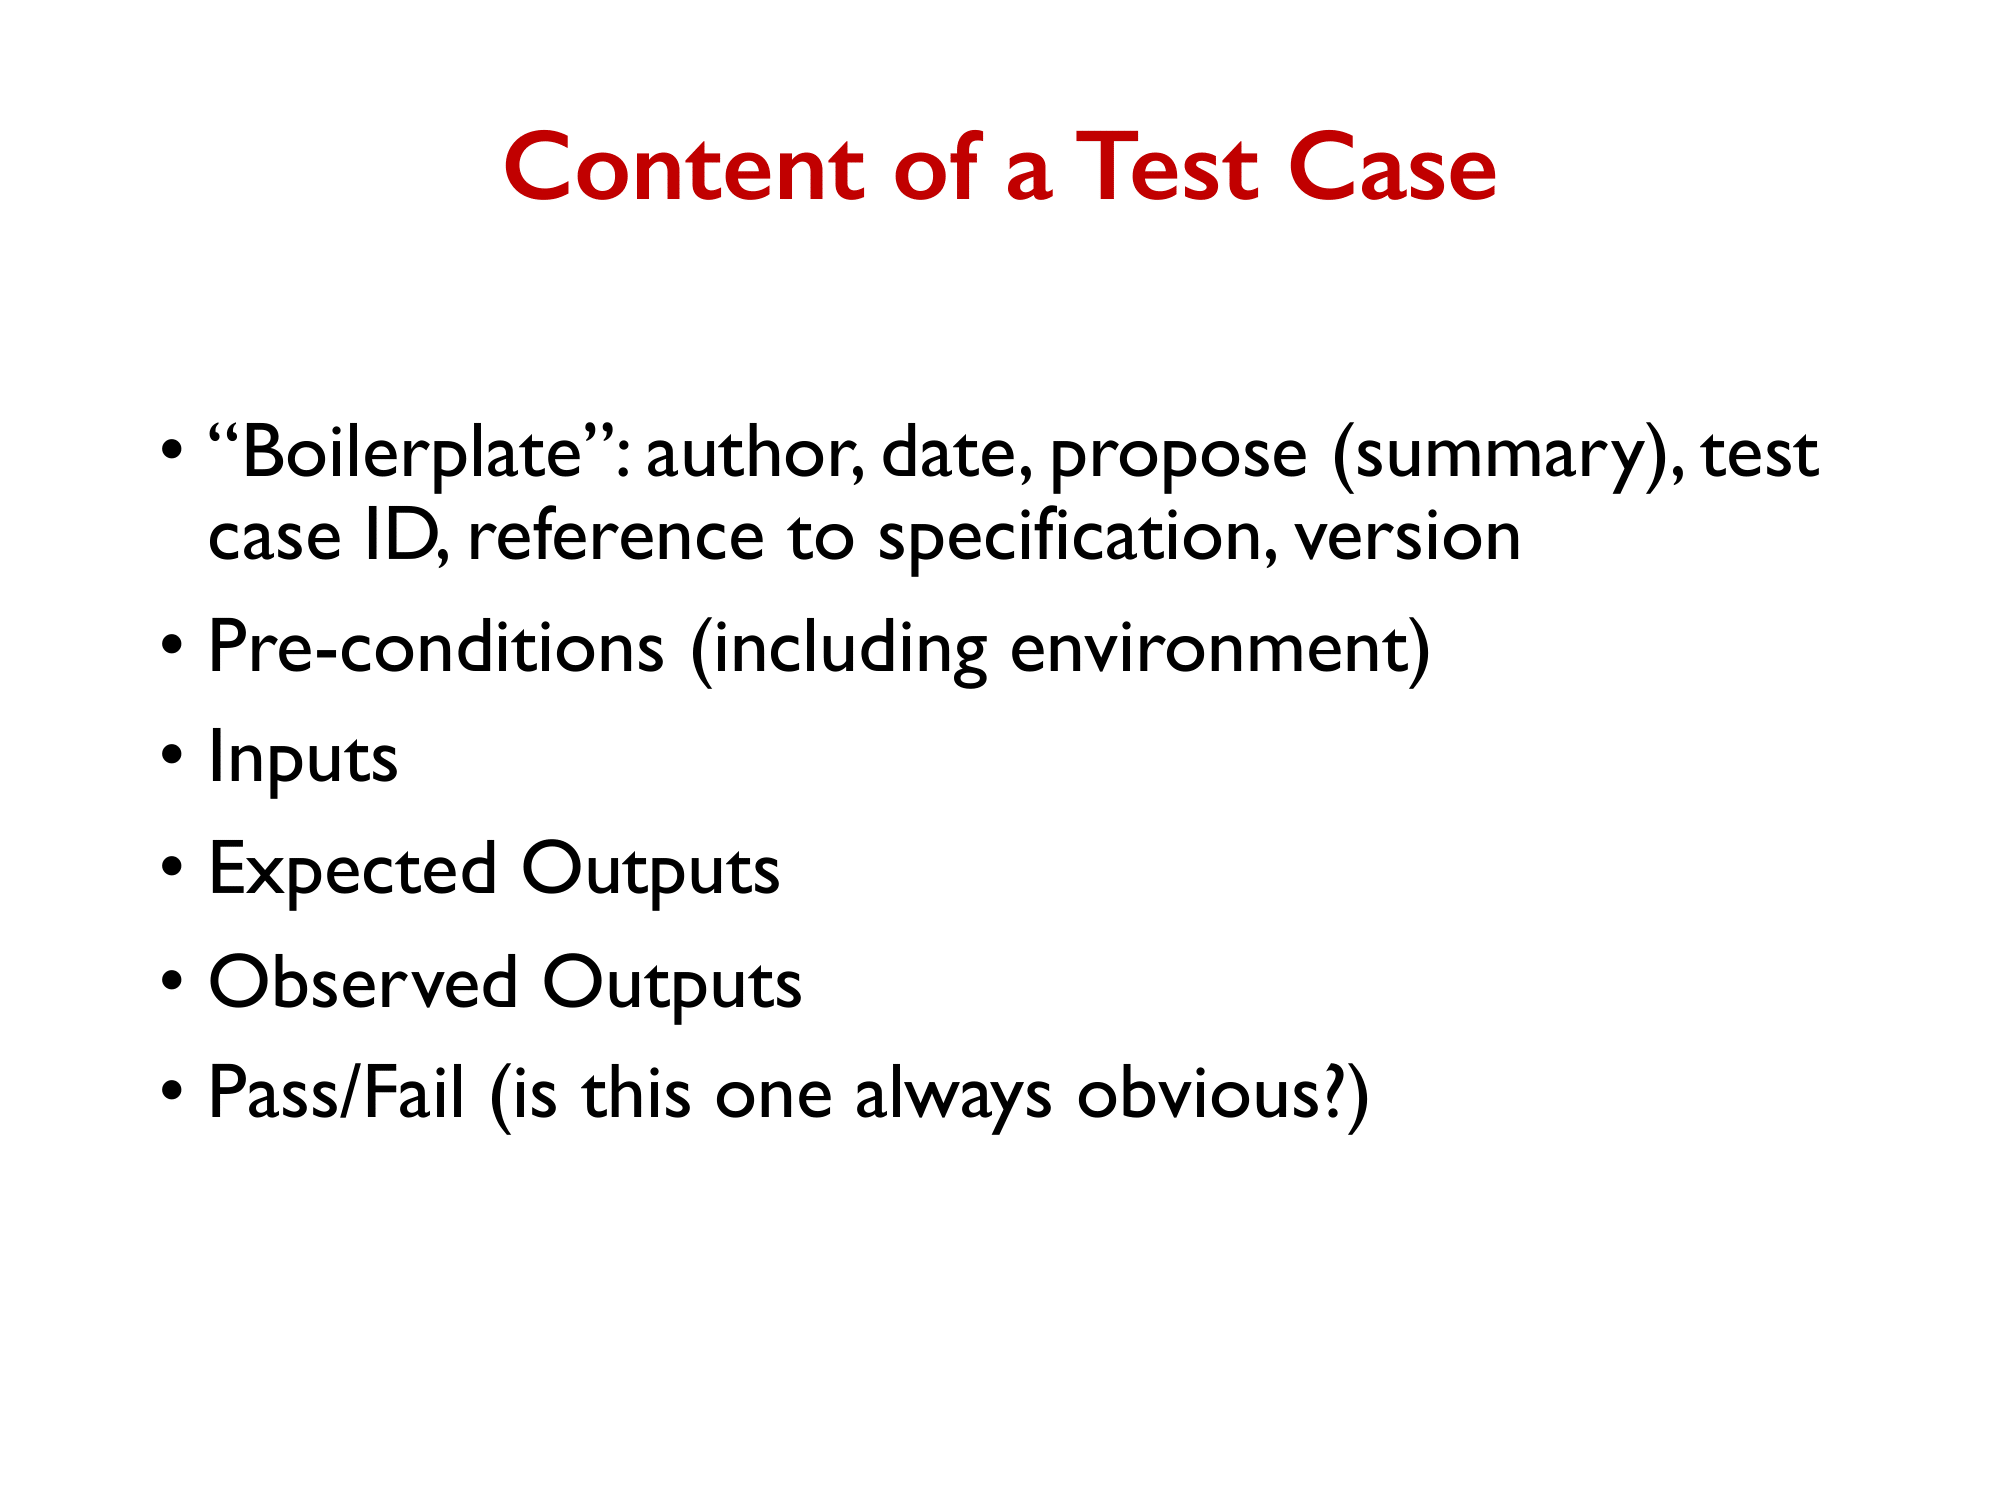 Content of a Test Case
• “Boilerplate”: author, date, propose (summary), test
case ID, reference to specification, version
• Pre-conditions (including environment)
• Inputs
• Expected Outputs
• Observed Outputs
• Pass/Fail (is this one always obvious?)